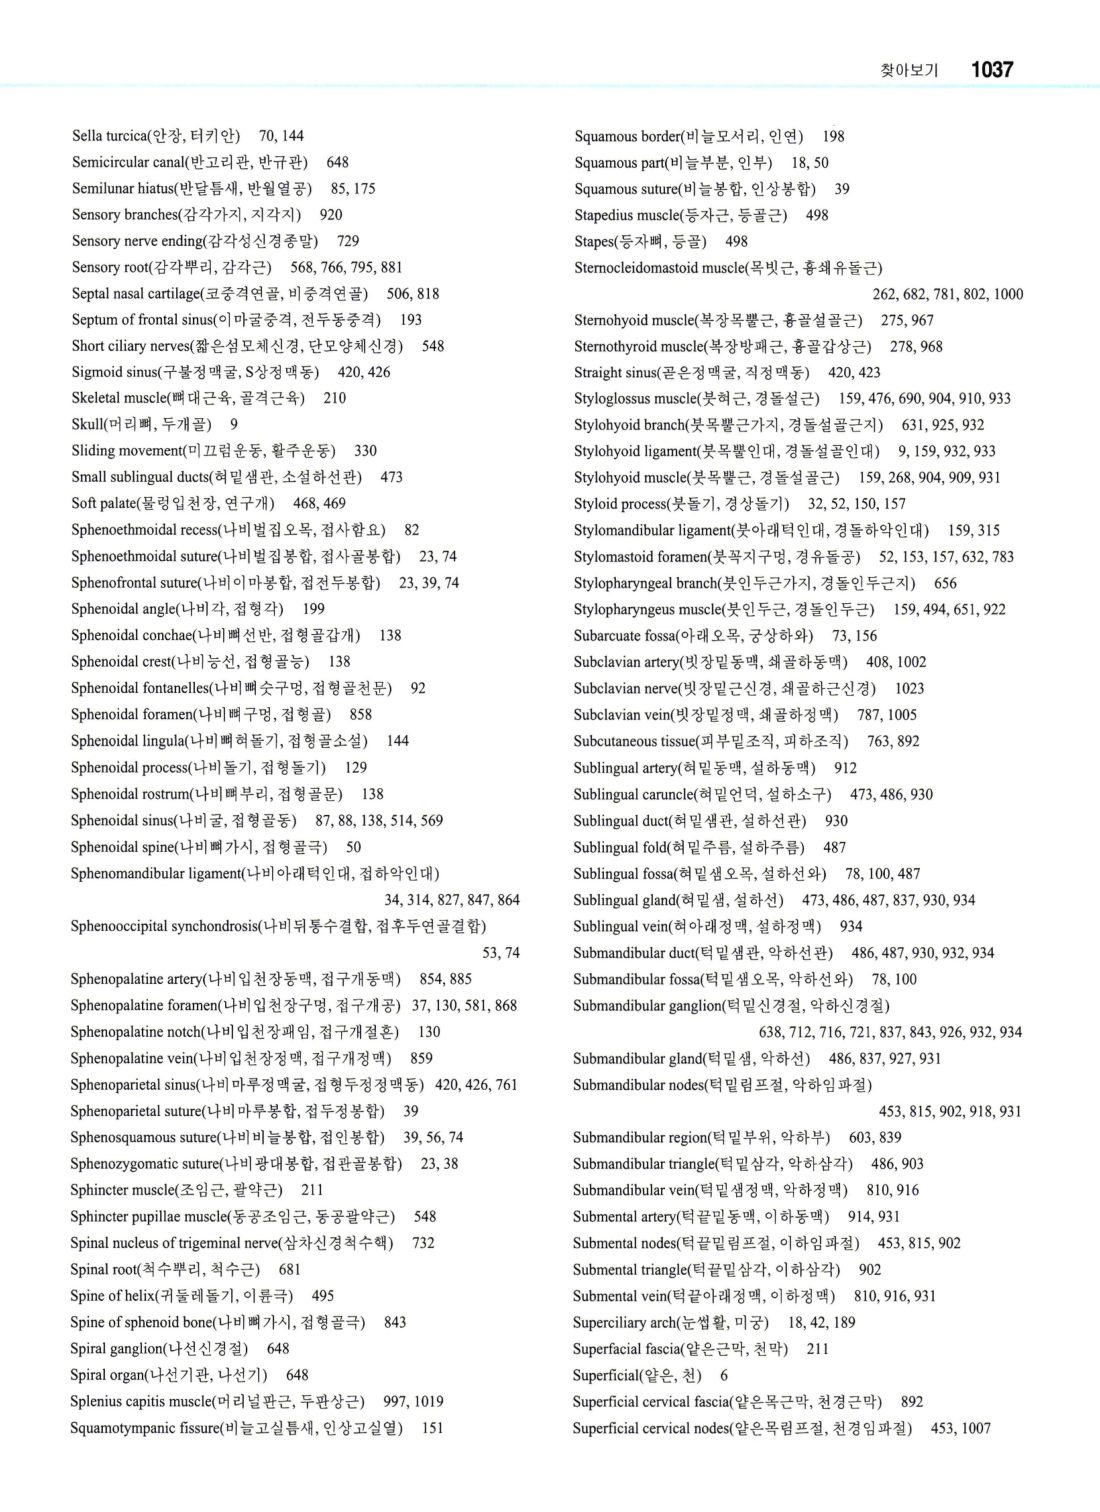 찾아보기 1037
Sella turcica(안장, 터키안) 70, 144
Semicircular canal(반고리관, 반규관) 648
Semilunar hiatus(반달틈새, 반월열공) 85, 175
Sensory branches(감각가지, 지각지) 920
Sensory nerve ending(감각성신경종말) 729
Sensory root(감각뿌리, 감각근) 568, 766, 795, 881
Septal nasal cartilage(코중격연골, 비중격연골) 506, 818
Septum of frontal sinus(이마굴중격, 전두동중격) 193
Short ciliary nerves(짧은섬모체신경, 단모양체신경) 548
Sigmoid sinus(구불정맥굴, S상정맥동) 420, 426
Skeletal muscle(뼈대근육, 골격근육) 210
Skull(머리뼈, 두개골) 9
Sliding movement(미끄럼운동, 활주운동) 330
Small sublingual ducts(혀밑샘관, 소설하선관) 473
Soft palate(물렁입천장, 연구개) 468, 469
Sphenoethmoidal recess(나비벌집오목, 접사함요) 82
Sphenoethmoidal suture(나비벌집봉합, 접사골봉합) 23, 74
Sphenofrontal suture(나비이마봉합, 접전두봉합) 23, 39, 74
Sphenoidal angle(나비각, 접형각) 199
Sphenoidal conchae(나비뼈선반, 접형골갑개) 138
Sphenoidal crest(나비능선, 접형골능) 138
Sphenoidal fontanelles(나비뼈숫구멍, 접형골천문) 92
Sphenoidal foramen(나비뼈구멍, 접형골) 858
Sphenoidal lingula(나비뼈혀돌기, 접형골소설) 144
Sphenoidal process(나비돌기, 접형돌기) 129
Sphenoidal rostrum(나비뼈부리, 접형골문) 138
Sphenoidal sinus(나비굴, 접형골동) 87, 88, 138, 514, 569
Sphenoidal spine(나비뼈가시, 접형골극) 50
Sphenomandibular ligament(나비아래턱인대, 접하악인대)
34, 314, 827, 847, 864
Sphenooccipital synchondrosis(나비뒤통수결합, 접후두연골결합)
53, 74
Sphenopalatine artery(나비입천장동맥, 접구개동맥) 854, 885
Sphenopalatine foramen(나비입천장구멍, 접구개공) 37, 130, 581, 868
Sphenopalatine notch(나비입천장패임, 접구개절흔) 130
Sphenopalatine vein(나비입천장정맥, 접구개정맥) 859
Sphenoparietal sinus(나비마루정맥굴, 접형두정정맥동) 420, 426, 761
Sphenoparietal suture(나비마루봉합, 접두정봉합) 39
Sphenosquamous suture(나비비늘봉합, 접인봉합) 39, 56, 74
Sphenozygomatic suture(나비광대봉합, 접관골봉합) 23, 38
Sphincter muscle(조임근, 괄약근) 211
Sphincter pupillae muscle(동공조임근, 동공괄약근) 548
Spinal nucleus of trigeminal nerve(삼차신경척수핵) 732
Spinal root(척수뿌리, 척수근) 681
Spine of helix(귀둘레돌기, 이륜극) 495
Spine of sphenoid bone(나비뼈가시, 접형골극) 843
Spiral ganglion(나선신경절) 648
Spiral organ(나선기관, 나선기) 648
Splenius capitis muscle(머리널판근, 두판상근) 997, 1019
Squamotympanic fissure(비늘고실틈새, 인상고실열) 151
Squamous border(비늘모서리, 인연) 198
Squamous part(비늘부분, 인부) 18, 50
Squamous suture(비늘봉합, 인상봉합) 39
Stapedius muscle(등자근, 등골근) 498
Stapes(등자뼈, 등골) 498
Sternocleidomastoid muscle(목빗근, 흉쇄유돌근)
262, 682, 781, 802, 1000
Sternohyoid muscle(복장목뿔근, 흉골설골근) 275, 967
Sternothyroid muscle(복장방패근, 흉골갑상근) 278, 968
Straight sinus(곧은정맥굴, 직정맥동) 420, 423
Styloglossus muscle(붓혀근, 경돌설근) 159, 476, 690, 904, 910, 933
Stylohyoid branch(붓목뿔근가지, 경돌설골근지) 631, 925, 932
Stylohyoid ligament(붓목뿔인대, 경돌설골인대) 9, 159, 932, 933
Stylohyoid muscle(붓목뿔근, 경돌설골근) 159, 268, 904, 909, 931
Styloid process(붓돌기, 경상돌기) 32, 52, 150, 157
Stylomandibular ligament(붓아래턱인대, 경돌하악인대) 159, 315
Stylomastoid foramen(붓꼭지구멍, 경유돌공) 52, 153, 157, 632, 783
Stylopharyngeal branch(붓인두근가지, 경돌인두근지) 656
Stylopharyngeus muscle(붓인두근, 경돌인두근) 159, 494, 651, 922
Subarcuate fossa(아래오목, 궁상하와) 73, 156
Subclavian artery(빗장밑동맥, 쇄골하동맥) 408, 1002
Subclavian nerve(빗장밑근신경, 쇄골하근신경) 1023
Subclavian vein(빗장밑정맥, 쇄골하정맥) 787, 1005
Subcutaneous tissue(피부밑조직, 피하조직) 763, 892
Sublingual artery(혀밑동맥, 설하동맥) 912
Sublingual caruncle(혀밑언덕, 설하소구) 473, 486, 930
Sublingual duct(혀밑샘관, 설하선관) 930
Sublingual fold(혀밑주름, 설하주름) 487
Sublingual fossa(혀밑샘오목, 설하선와) 78, 100, 487
Sublingual gland(혀밑샘, 설하선) 473, 486, 487, 837, 930, 934
Sublingual vein(혀아래정맥, 설하정맥) 934
Submandibular duct(턱밑샘관, 악하선관) 486, 487, 930, 932, 934
Submandibular fossa(턱밑샘오목, 악하선와) 78, 100
Submandibular ganglion(턱밑신경절, 악하신경절)
638, 712, 716, 721, 837, 843, 926, 932, 934
Submandibular gland(턱밑샘, 악하선) 486, 837, 927, 931
Submandibular nodes(턱밑림프절, 악하임파절)
453, 815, 902, 918, 931
Submandibular region(턱밑부위, 악하부) 603, 839
Submandibular triangle(턱밑삼각, 악하삼각) 486, 903
Submandibular vein(턱밑샘정맥, 악하정맥) 810, 916
Submental artery(턱끝밑동맥, 이하동맥) 914, 931
Submental nodes(턱끝밑림프절, 이하임파절) 453, 815, 902
Submental triangle(턱끝밑삼각, 이하삼각) 902
Submental vein(턱끝아래정맥, 이하정맥) 810, 916, 931
Superciliary arch(눈썹활, 미궁) 18, 42, 189
Superfacial fascia(얕은근막, 천막) 211
Superficial(얕은, 천) 6
Superficial cervical fascia(얕은목근막, 천경근막) 892
Superficial cervical nodes(얕은목림프절, 천경임파절) 453, 1007